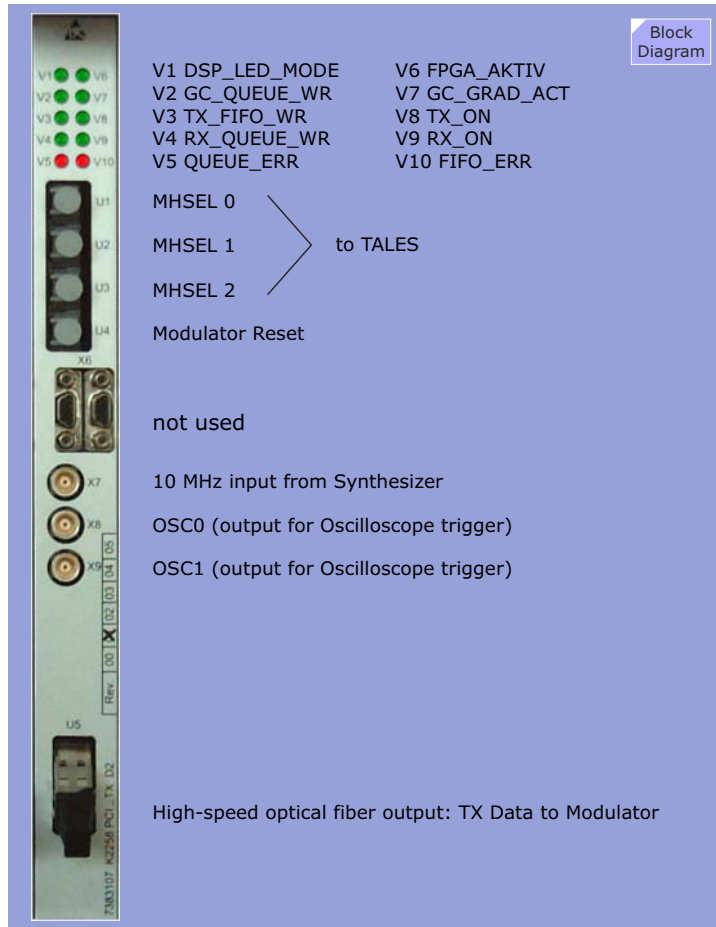 Block
Diagram
V1 V6
V2 V7
V3 V8
V4 V9
V5 V10
V1 DSP_LED_MODE V6 FPGA_AKTIV
V2 GC_QUEUE_WR V7 GC_GRAD_ACT
V3 TX_FIFO_WR V8 TX_ON
V4 RX_QUEUE_WR V9 RX_ON
V5 QUEUE_ERR V10 FIFO_ERR
U1
MHSEL 0
U2
MHSEL 1
to TALES
U3
MHSEL 2
U4
Modulator Reset
X6
not used
X7
10 MHz input from Synthesizer
X8
OSC0 (output for Oscilloscope trigger)
X9
OSC1 (output for Oscilloscope trigger)
Rev. 00 02 03 04 05
U5
High-speed optical fiber output: TX Data to Modulator
7383107 K2258 PCI_TX D2